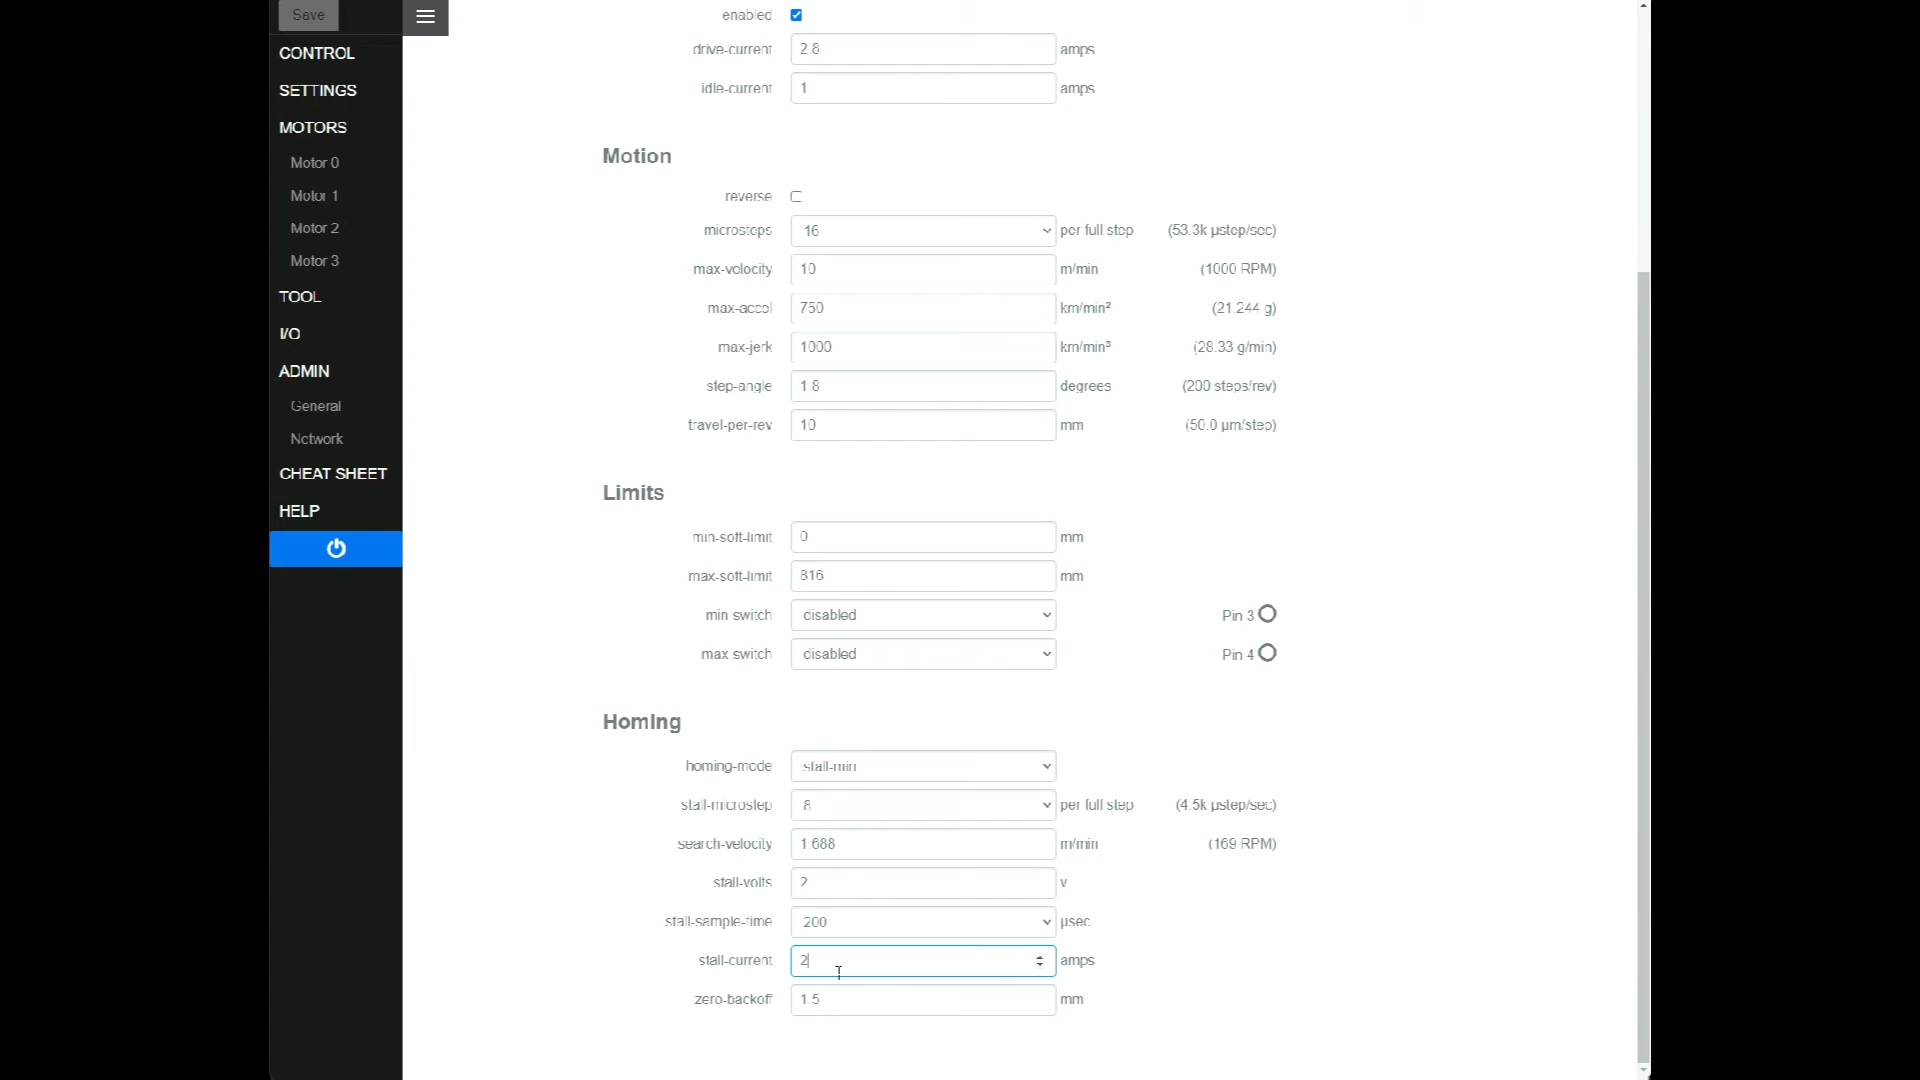 Save
CONTROL
SETTINGS
MOTORS
Motor 0
Motor 1
Motor 2
Motor 3
TOOL
I/O
ADMIN
General
Network
CHEAT SHEET
HELP
enabled
drive-current 2.8 amps
idle-current 1 amps
Motion
reverse
microsteps 16 per full step (53.3k µstep/sec)
max-velocity 10 m/min (1000 RPM)
max-accel 750 km/min² (21.244 g)
max-jerk 1000 km/min³ (28.33 g/min)
step-angle 1.8 degrees (200 steps/rev)
travel-per-rev 10 mm (50.0 µm/step)
Limits
min-soft-limit 0 mm
max-soft-limit 816 mm
min switch disabled Pin 3
max switch disabled Pin 4
Homing
homing-mode stall-min
stall-microstep 8 per full step (4.5k µstep/sec)
search-velocity 1.688 m/min (169 RPM)
stall-volts 2 v
stall-sample-time 200 µsec
stall-current 2 amps
zero-backoff 1.5 mm